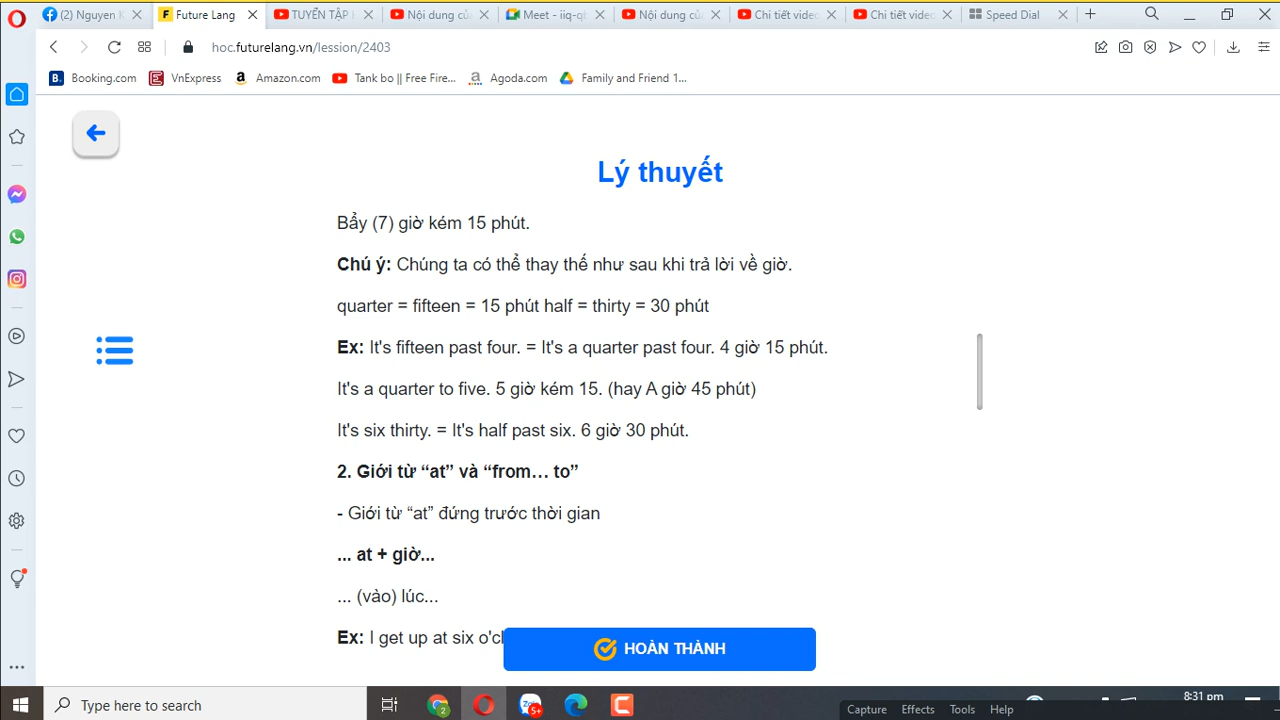 (2) Nguyen K
Future Lang
TUYỂN TẬP H
Nội dung củ
Meet - iiq-qb
Nội dung củ
Chi tiết video
Chi tiết video
Speed Dial
hoc.futurelang.vn/lession/2403
Booking.com
VnExpress
Amazon.com
Tank bo || Free Fire...
Agoda.com
Family and Friend 1...
Lý thuyết
Bẩy (7) giờ kém 15 phút.
Chú ý: Chúng ta có thể thay thế như sau khi trả lời về giờ.
quarter = fifteen = 15 phút half = thirty = 30 phút
Ex: It's fifteen past four. = It's a quarter past four. 4 giờ 15 phút.
It's a quarter to five. 5 giờ kém 15. (hay A giờ 45 phút)
It's six thirty. = It's half past six. 6 giờ 30 phút.
2. Giới từ “at” và “from… to”
- Giới từ “at” đứng trước thời gian
... at + giờ...
... (vào) lúc...
Ex: I get up at six o'cl
HOÀN THÀNH
Type here to search
2
Zalo
5+
8:31 pm
Capture
Effects
Tools
Help